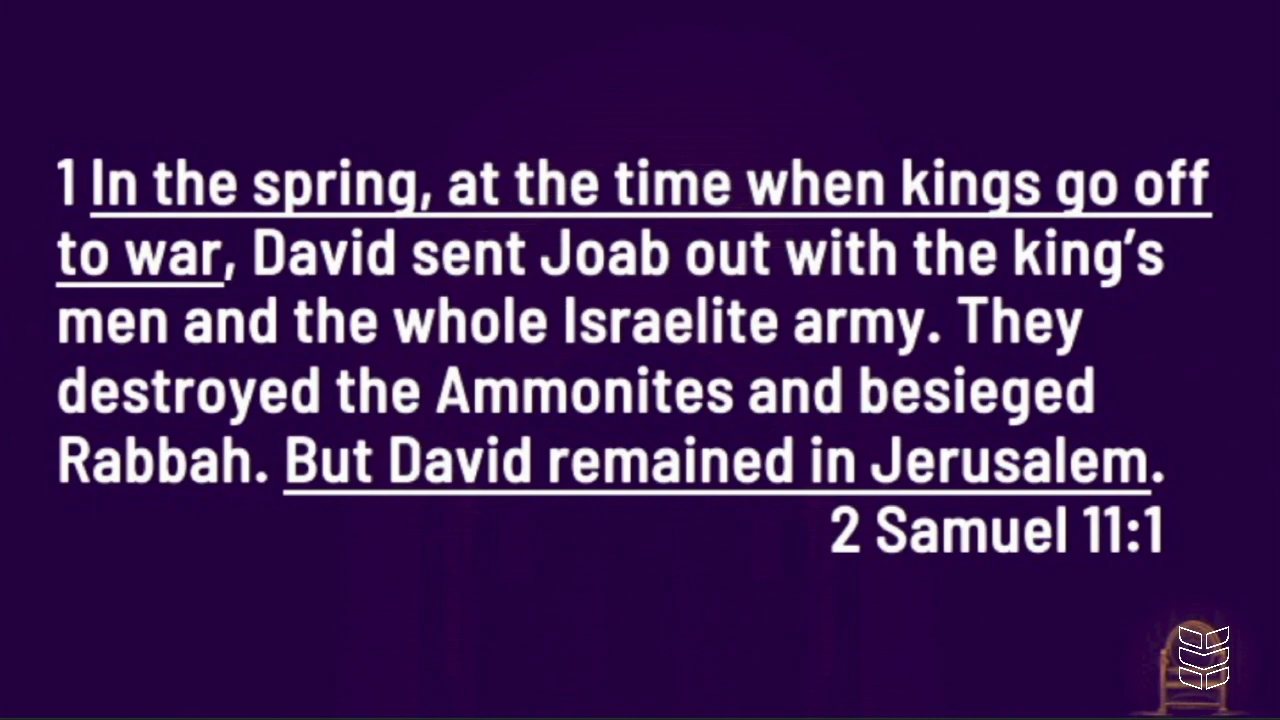 1 In the spring, at the time when kings go off
to war, David sent Joab out with the king’s
men and the whole Israelite army. They
destroyed the Ammonites and besieged
Rabbah. But David remained in Jerusalem.
2 Samuel 11:1